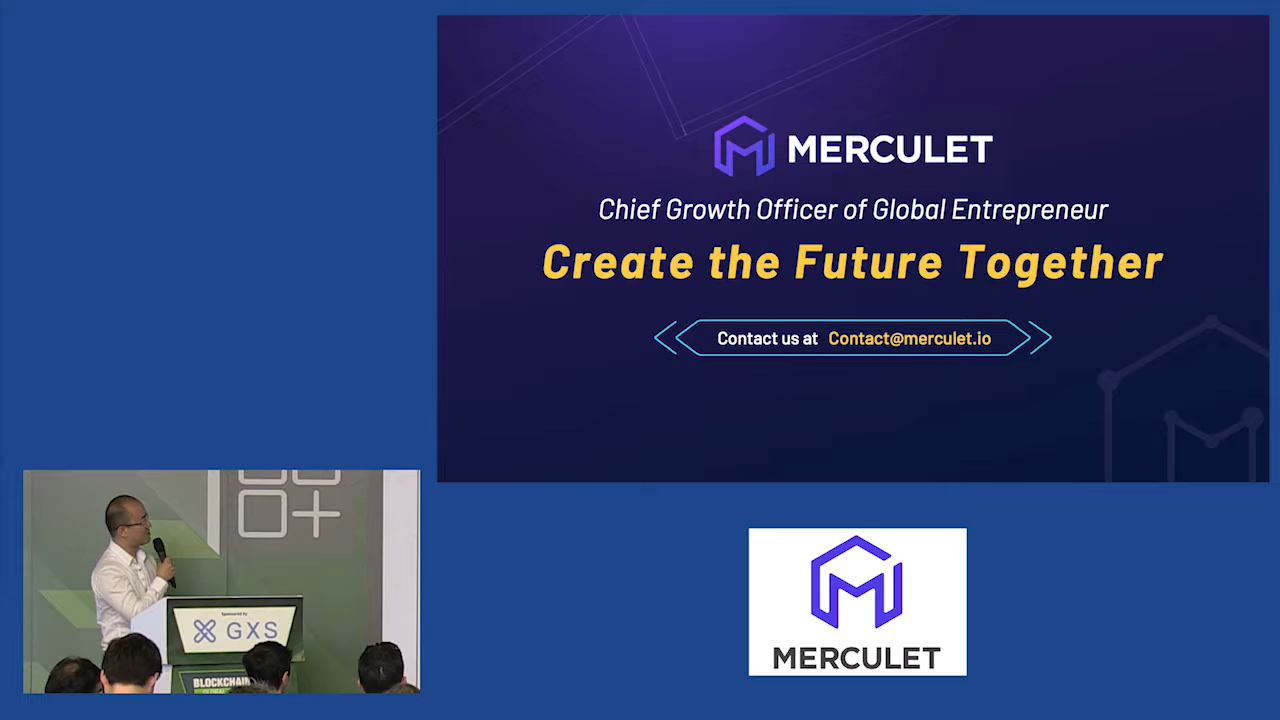 MERCULET
Chief Growth Officer of Global Entrepreneur
Create the Future Together
Contact us at Contact@merculet.io
Sponsored by
GXS
BLOCKCHAIN
MERCULET